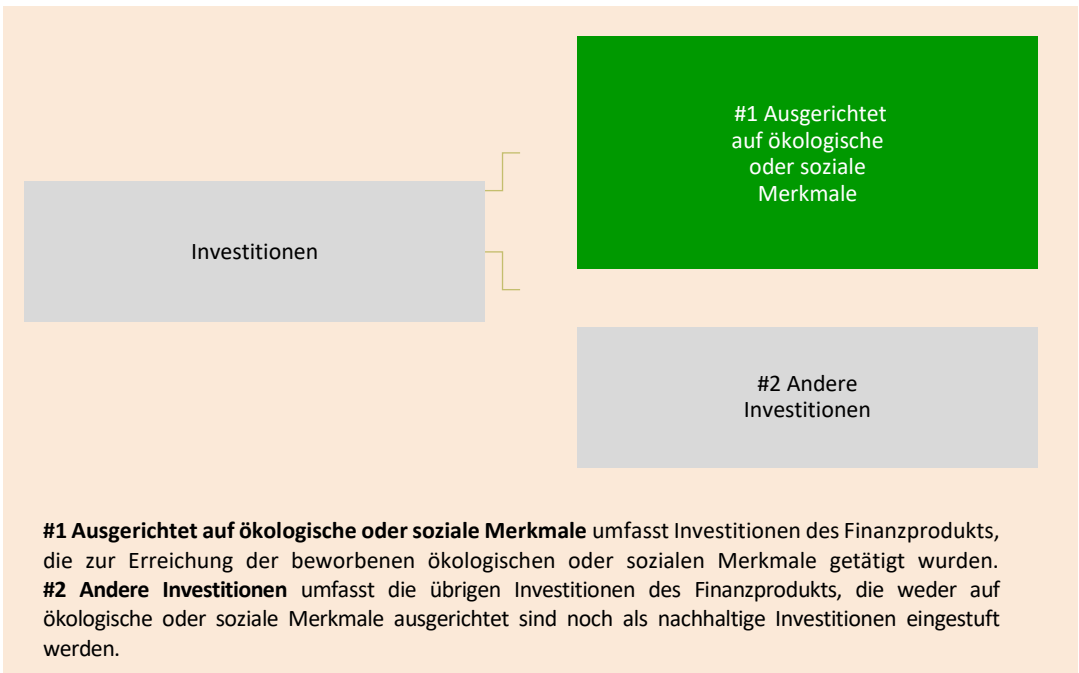 #1 Ausgerichtet
auf ökologische
oder soziale
Merkmale
Investitionen
#2 Andere
Investitionen
#1 Ausgerichtet auf ökologische oder soziale Merkmale umfasst Investitionen des Finanzprodukts,
die zur Erreichung der beworbenen ökologischen oder sozialen Merkmale getätigt wurden.
#2 Andere Investitionen umfasst die übrigen Investitionen des Finanzprodukts, die weder auf
ökologische oder soziale Merkmale ausgerichtet sind noch als nachhaltige Investitionen eingestuft
werden.